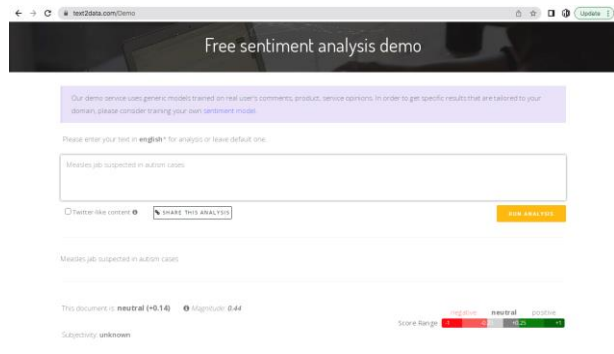 text2data.com/Demo
Update
Free sentiment analysis demo
Our demo service uses generic models trained on real user's comments, product, service opinions. In order to get specific results that are tailored to your
domain, please consider training your own sentiment model.
Please enter your text in english* for analysis or leave default one.
Measles jab suspected in autism cases
Twitter-like content
SHARE THIS ANALYSIS
RUN ANALYSIS
Measles jab suspected in autism cases
This document is: neutral (+0.14) Magnitude: 0.44
negative neutral positive
Score Range: -1 +0.25 +1
Subjectivity: unknown